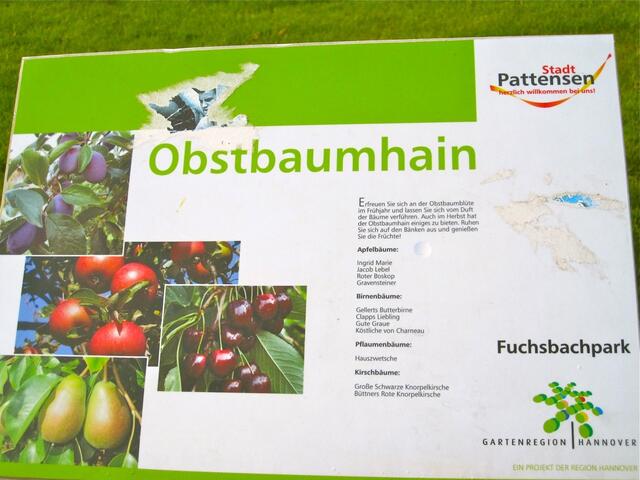 Stadt
Pattensen
herzlich willkommen bei uns!
Obstbaumhain
Erfreuen Sie sich an der Obstbaumblüte
im Frühjahr und lassen Sie sich vom Duft
der Bäume verführen. Auch im Herbst hat
der Obstbaumhain einiges zu bieten. Ruhen
Sie sich auf den Bänken aus und genießen
Sie die Früchte!
Apfelbäume:
Ingrid Marie
Jacob Lebel
Roter Boskop
Gravensteiner
Birnenbäume:
Gellerts Butterbirne
Clapps Liebling
Gute Graue
Köstliche von Charneau
Pflaumenbäume:
Hauszwetsche
Kirschbäume:
Große Schwarze Knorpelkirsche
Büttners Rote Knorpelkirsche
Fuchsbachpark
GARTENREGION HANNOVER
EIN PROJEKT DER REGION HANNOVER